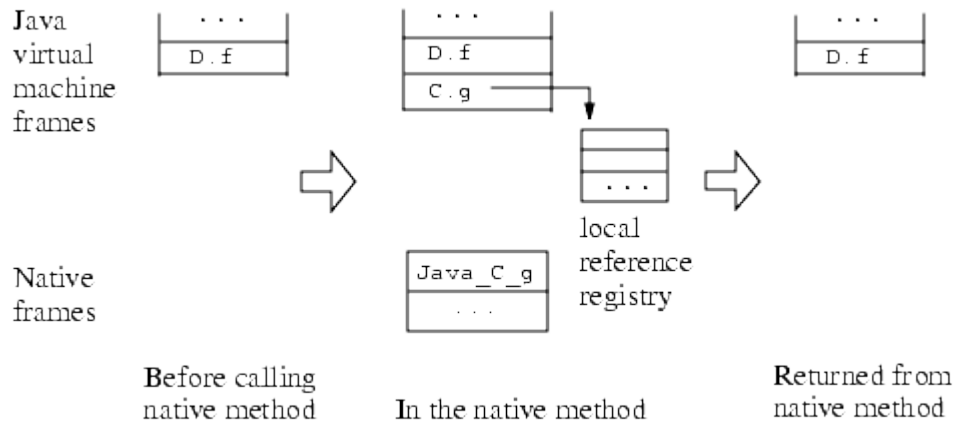 Java
virtual
machine
frames
. . .
D.f
. . .
D.f
C.g
. . .
D.f
. . .
local
reference
registry
Native
frames
Java_C_g
. . .
Before calling
native method
In the native method
Returned from
native method